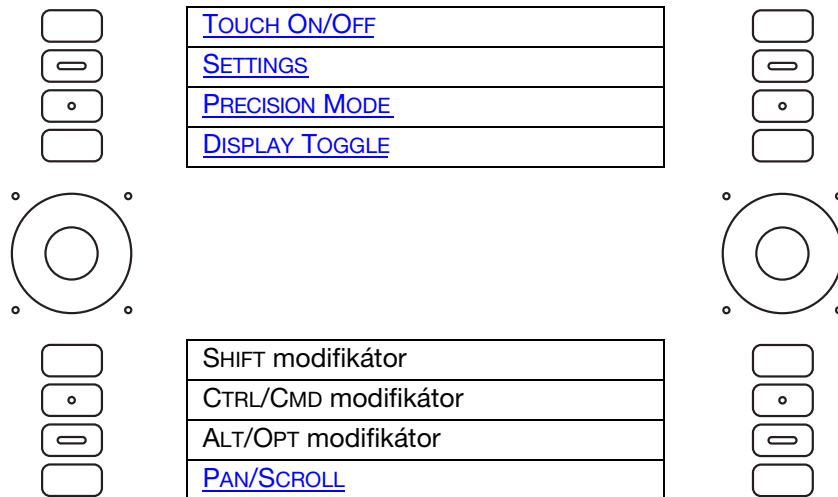 TOUCH ON/OFF
SETTINGS
PRECISION MODE
DISPLAY TOGGLE
SHIFT modifikátor
CTRL/CMD modifikátor
ALT/OPT modifikátor
PAN/SCROLL